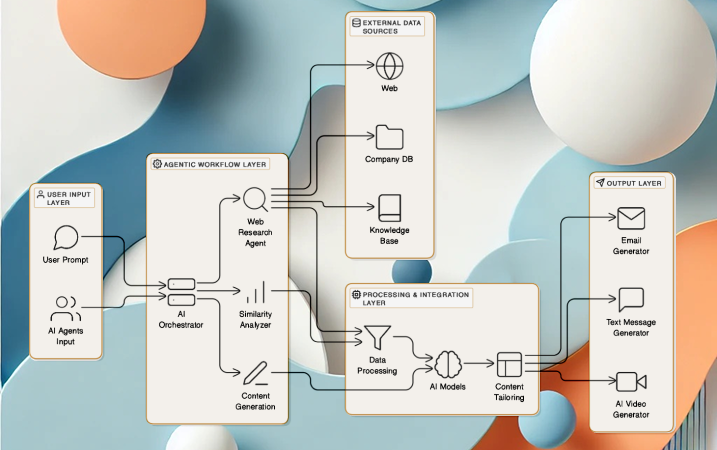 EXTERNAL DATA
SOURCES
Web
Company DB
Knowledge
Base
AGENTIC WORKFLOW LAYER
Web
Research
Agent
AI
Orchestrator
Similarity
Analyzer
Content
Generation
USER INPUT
LAYER
User Prompt
AI Agents
Input
PROCESSING & INTEGRATION
LAYER
Data
Processing
AI Models
Content
Tailoring
OUTPUT LAYER
Email
Generator
Text Message
Generator
AI Video
Generator